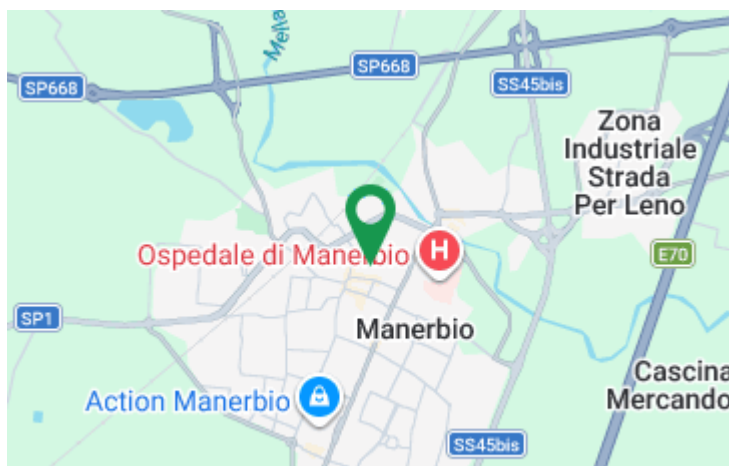 Mella
SP668
SP668
SS45bis
Zona
Industriale
Strada
Per Leno
Ospedale di Manerbio
H
E70
SP1
Manerbio
Cascina
Mercando
Action Manerbio
SS45bis